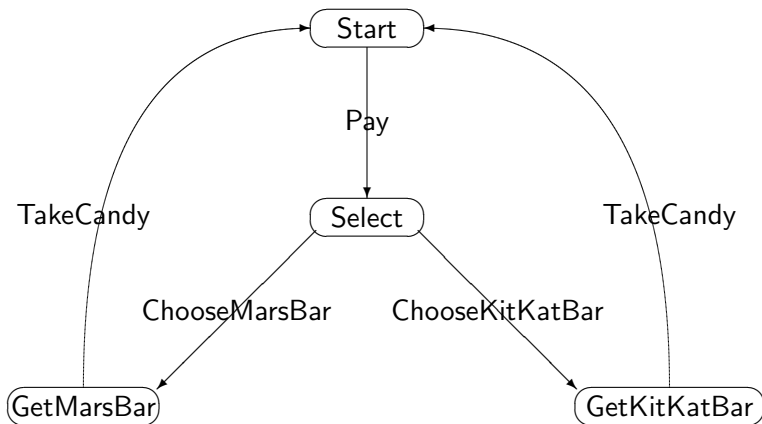 Start
Pay
TakeCandy
Select
TakeCandy
ChooseMarsBar
ChooseKitKatBar
GetMarsBar
GetKitKatBar